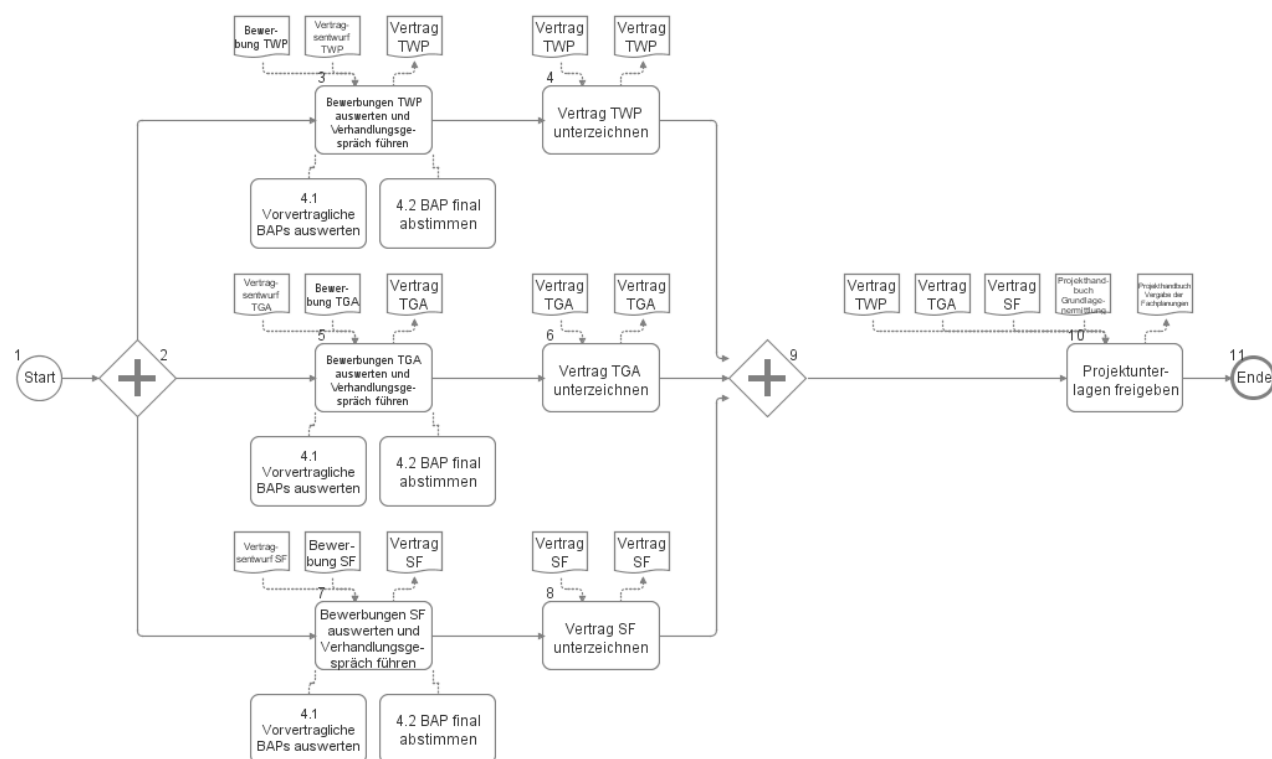 Bewer-
bung TWP
Vertrag-
sentwurf
TWP
Vertrag
TWP
Vertrag
TWP
Vertrag
TWP
3
Bewerbungen TWP
auswerten und
Verhandlungsge-
spräch führen
4
Vertrag TWP
unterzeichnen
4.1
Vorvertragliche
BAPs auswerten
4.2 BAP final
abstimmen
Vertrag-
sentwurf
TGA
Bewer-
bung TGA
Vertrag
TGA
Vertrag
TGA
Vertrag
TGA
Vertrag
TWP
Vertrag
TGA
Vertrag
SF
Projekthand-
buch
Grundlage-
nermittlung
Projekthandbuch
Vergabe der
Fachplanungen
1
Start
2
5
Bewerbungen TGA
auswerten und
Verhandlungsge-
spräch führen
6
Vertrag TGA
unterzeichnen
9
10
Projektunter-
lagen freigeben
11
Ende
4.1
Vorvertragliche
BAPs auswerten
4.2 BAP final
abstimmen
Vertrag-
sentwurf SF
Bewer-
bung SF
Vertrag
SF
Vertrag
SF
Vertrag
SF
7
Bewerbungen SF
auswerten und
Verhandlungsge-
spräch führen
8
Vertrag SF
unterzeichnen
4.1
Vorvertragliche
BAPs auswerten
4.2 BAP final
abstimmen